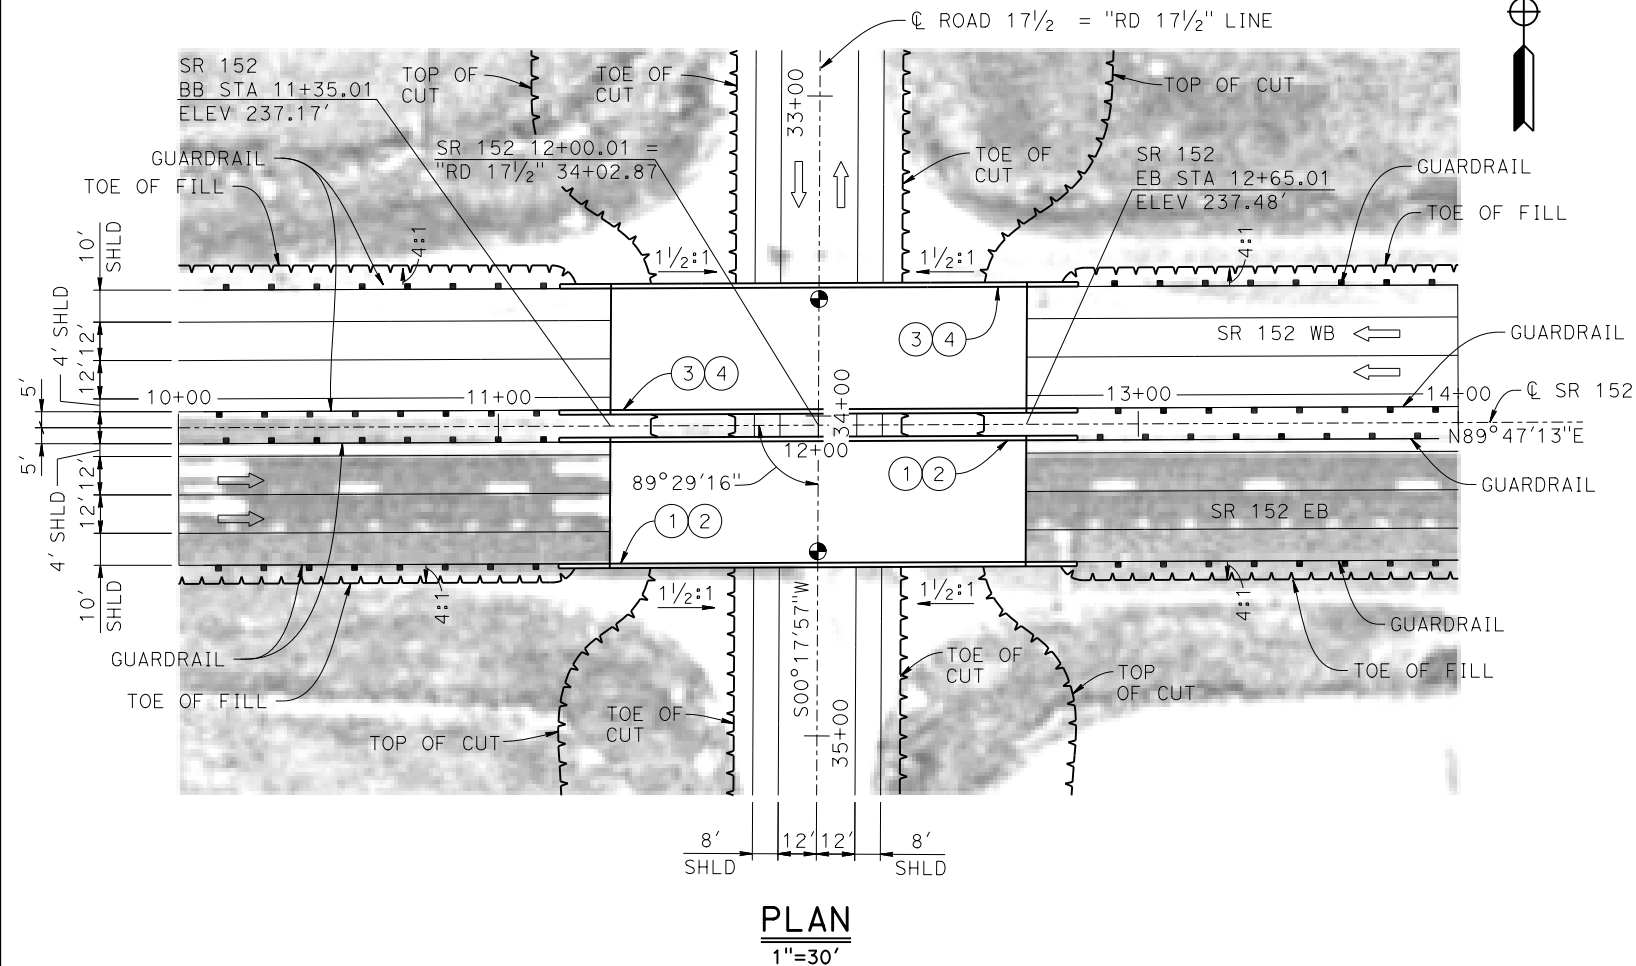 ℄ ROAD 17½ = "RD 17½" LINE
SR 152
BB STA 11+35.01
ELEV 237.17'
TOP OF
CUT
TOE OF
CUT
33+00
TOP OF CUT
SR 152 12+00.01 =
"RD 17½" 34+02.87
TOE OF
CUT
SR 152
EB STA 12+65.01
ELEV 237.48'
GUARDRAIL
TOE OF FILL
GUARDRAIL
TOE OF FILL
10'
SHLD
4:1
1½:1
1½:1
4:1
4' SHLD
12'
12'
5'
3 4
SR 152 WB
GUARDRAIL
3 4
10+00
11+00
34+00
13+00
14+00
℄ SR 152
N89°47'13"E
12+00
5'
12'
12'
4' SHLD
89°29'16"
1 2
GUARDRAIL
1 2
SR 152 EB
10'
SHLD
4:1
1½:1
S00°17'57"W
1½:1
4:1
GUARDRAIL
GUARDRAIL
TOE OF FILL
TOE OF
CUT
TOP
OF CUT
TOE OF FILL
TOE OF
CUT
TOP OF CUT
35+00
8'
SHLD
12'
12'
8'
SHLD
PLAN
1"=30'